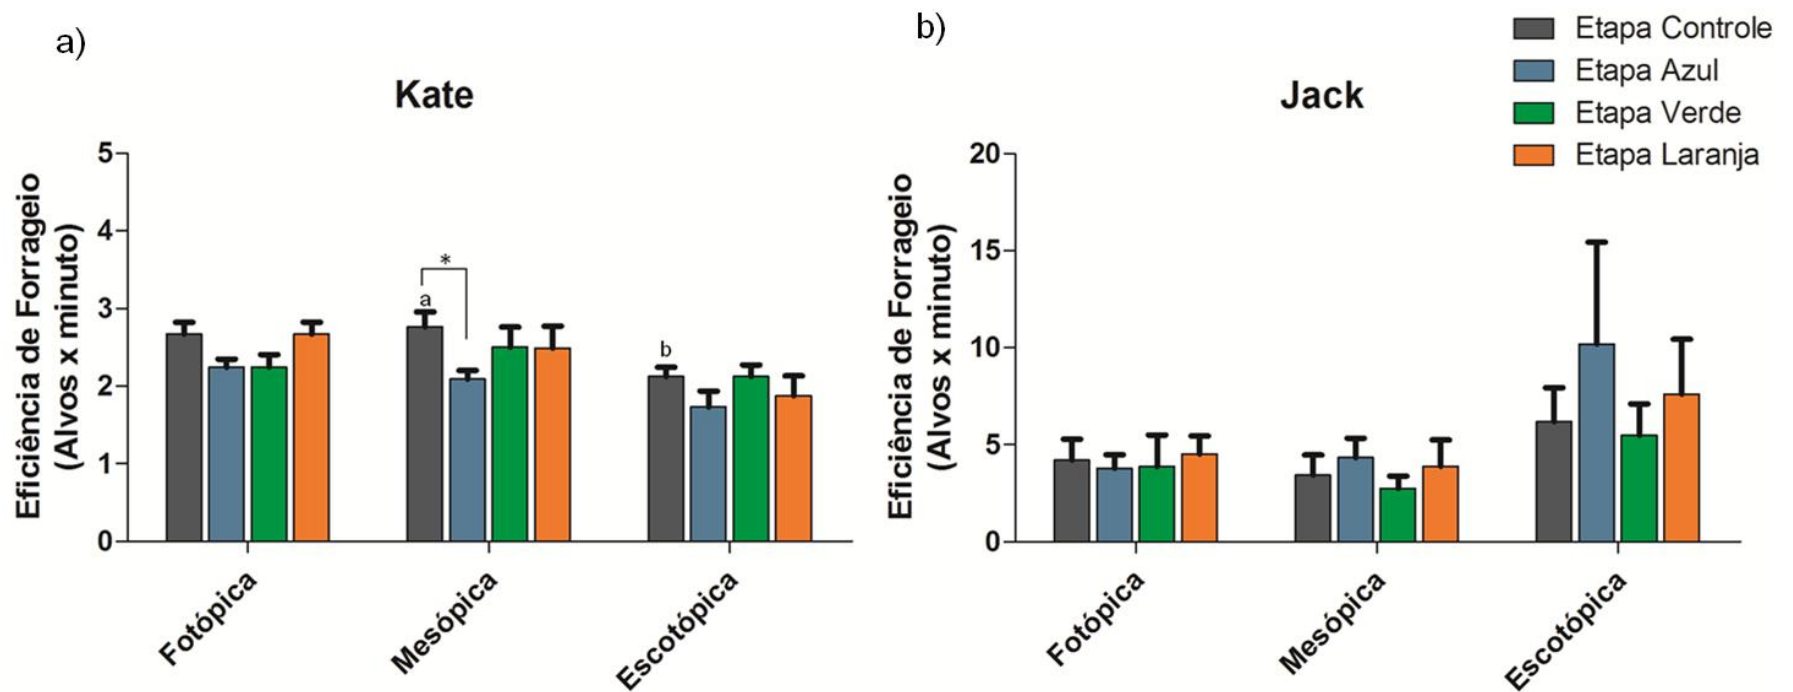 a)
Kate
Eficiência de Forrageio
(Alvos x minuto)
5
4
3
2
1
0
*
a
b
Fotópica
Mesópica
Escotópica
b)
Jack
Etapa Controle
Etapa Azul
Etapa Verde
Etapa Laranja
Eficiência de Forrageio
(Alvos x minuto)
20
15
10
5
0
Fotópica
Mesópica
Escotópica